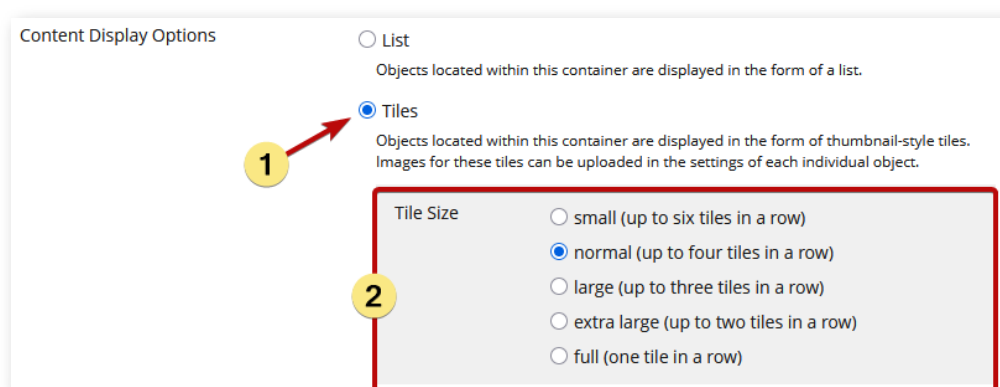 Content Display Options
List
Objects located within this container are displayed in the form of a list.
Tiles
Objects located within this container are displayed in the form of thumbnail-style tiles.
Images for these tiles can be uploaded in the settings of each individual object.
1
Tile Size
small (up to six tiles in a row)
normal (up to four tiles in a row)
large (up to three tiles in a row)
2
extra large (up to two tiles in a row)
full (one tile in a row)